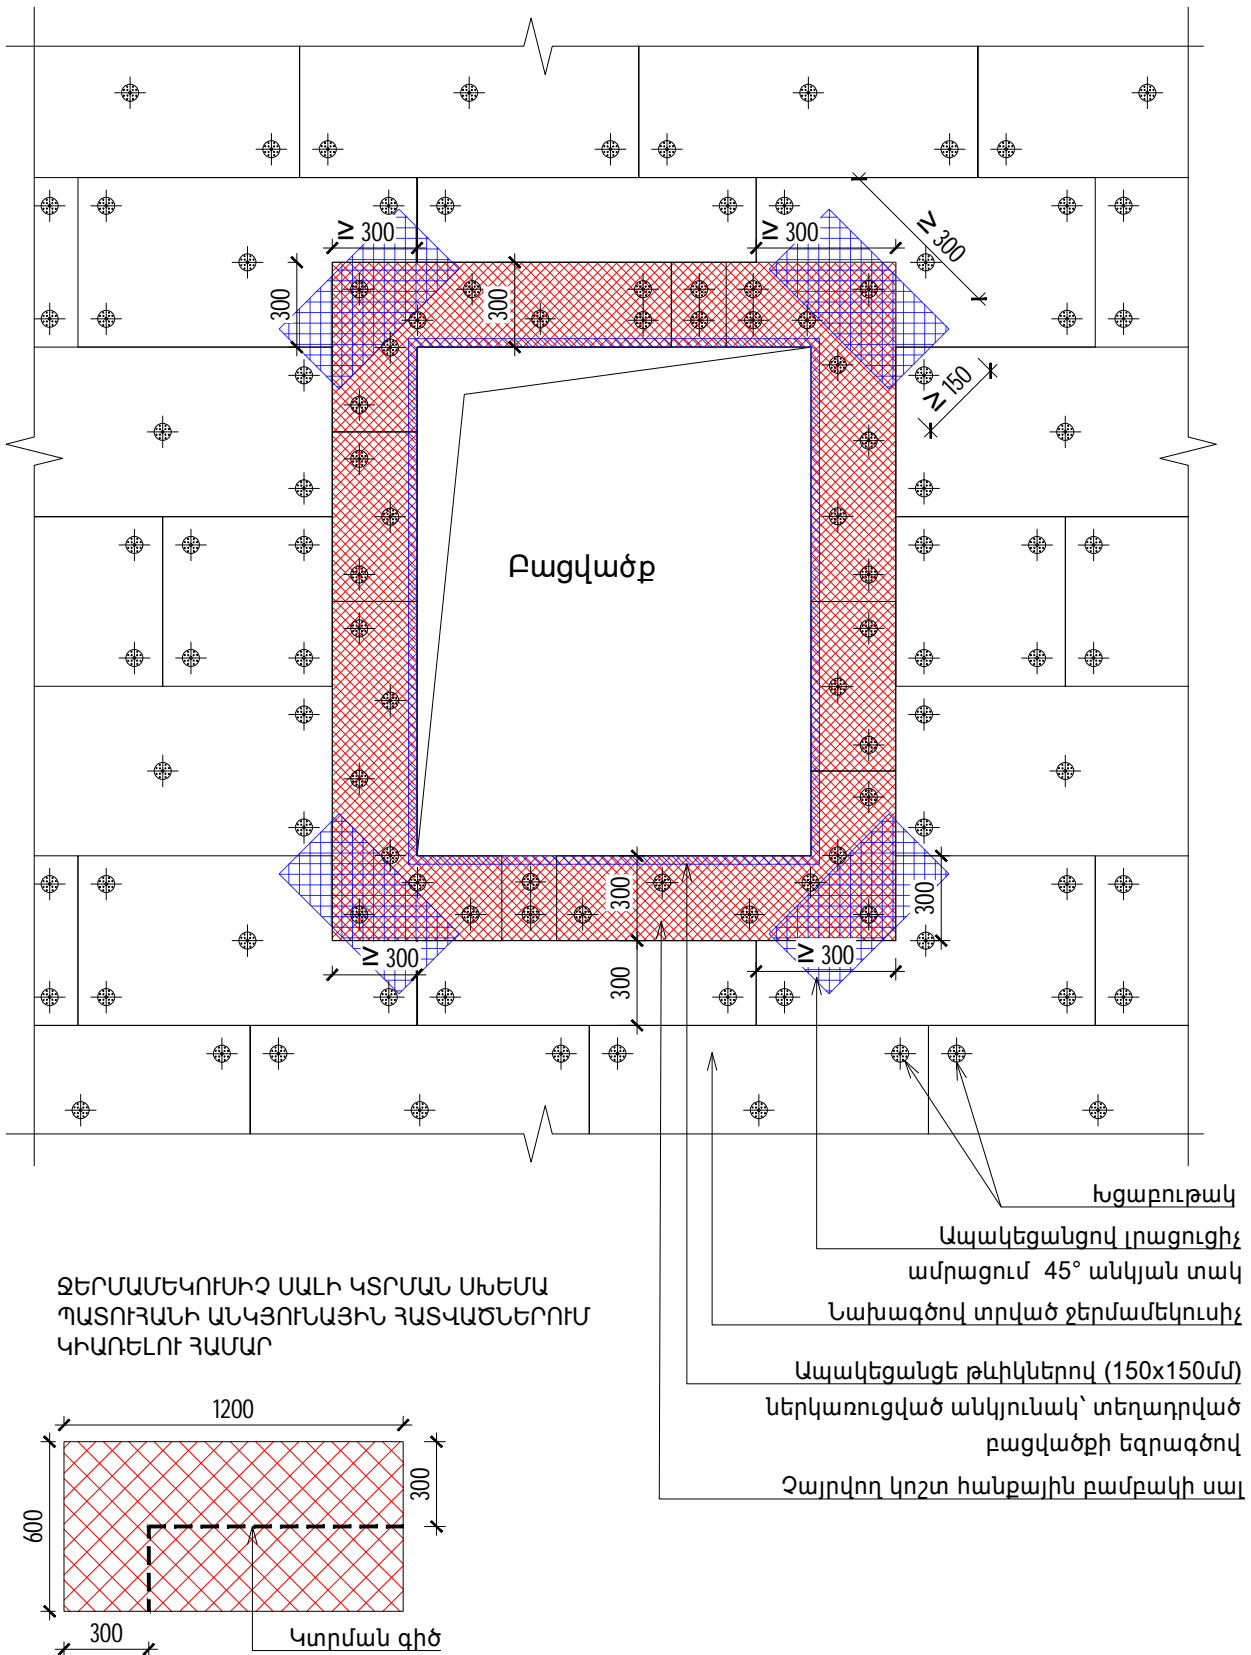 ≥ 300
≥ 300
≥ 300
300
300
≥ 150
Բացվածք
300
300
≥ 300
≥ 300
300
Խցաբութակ
Ապակեցանցով լրացուցիչ
ամրացում 45° անկյան տակ
Նախագծով տրված ջերմամեկուսիչ
Ապակեցանցե թևիկներով (150x150մմ)
ներկառուցված անկյունակ՝ տեղադրված
բացվածքի եզրագծով
Չայրվող կոշտ հանքային բամբակի սալ
ՋԵՐՄԱՄԵԿՈՒՍԻՉ ՍԱԼԻ ԿՏՐՄԱՆ ՍԽԵՄԱ
ՊԱՏՈՒՀԱՆԻ ԱՆԿՅՈՒՆԱՅԻՆ ՀԱՏՎԱԾՆԵՐՈՒՄ
ԿԻԱՌԵԼՈՒ ՀԱՄԱՐ
1200
300
600
300
Կտրման գիծ